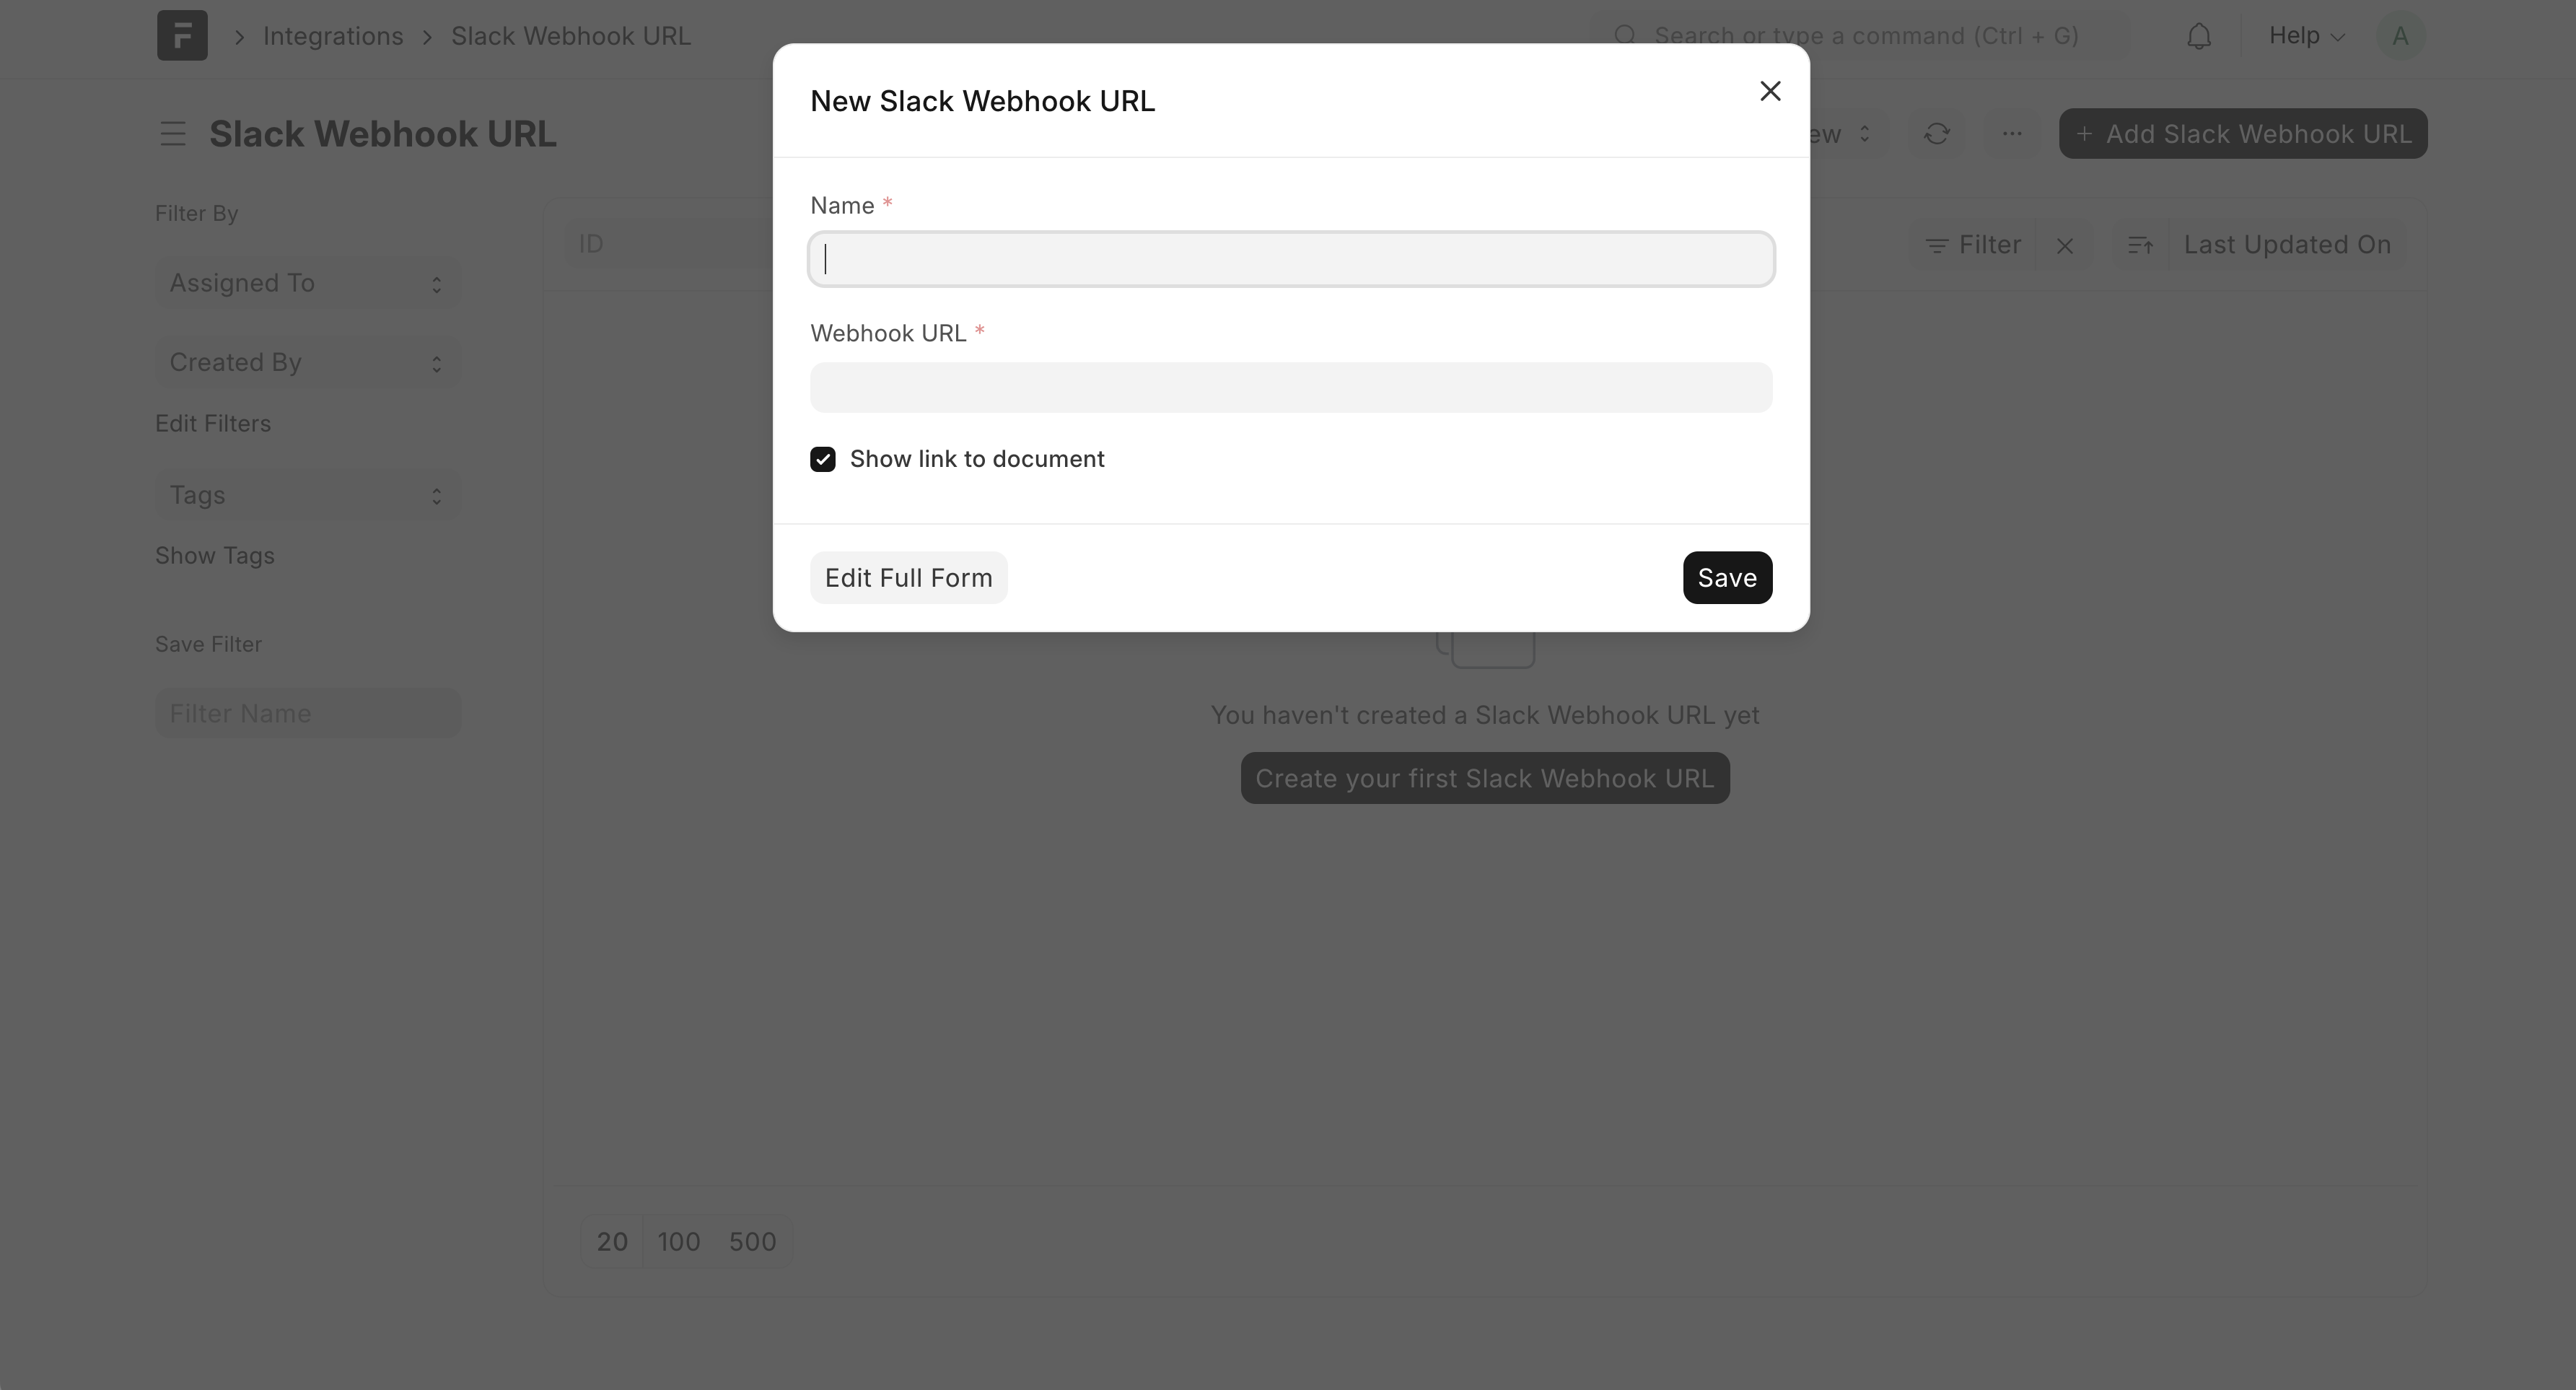 F
Integrations
Slack Webhook URL
Search or type a command (Ctrl + G)
Help
A
Slack Webhook URL
+ Add Slack Webhook URL
New Slack Webhook URL
Name *
Webhook URL *
Show link to document
Edit Full Form
Save
Filter By
Assigned To
Created By
Edit Filters
Tags
Show Tags
Save Filter
Filter Name
ID
Filter
Last Updated On
You haven't created a Slack Webhook URL yet
Create your first Slack Webhook URL
20 100 500